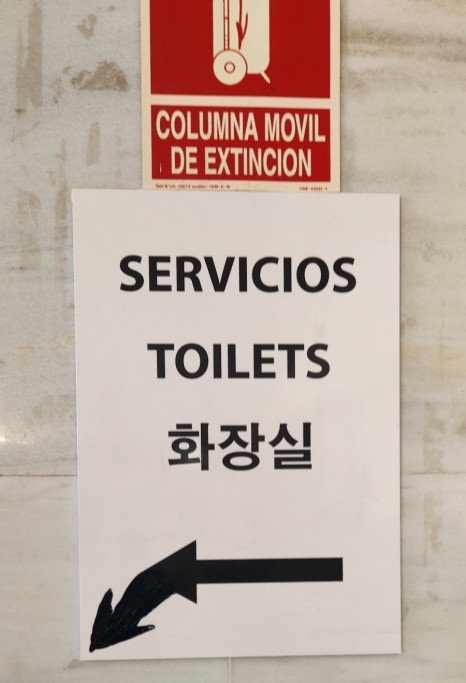 COLUMNA MOVIL
DE EXTINCION
SERVICIOS
TOILETS
화장실